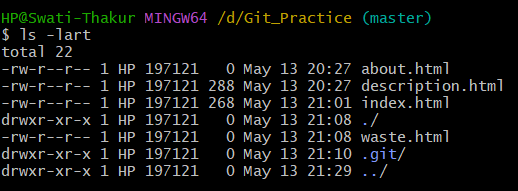 HP@Swati-Thakur MINGW64 /d/Git_Practice (master)
$ ls -lart
total 22
-rw-r--r-- 1 HP 197121   0 May 13 20:27 about.html
-rw-r--r-- 1 HP 197121 288 May 13 20:27 description.html
-rw-r--r-- 1 HP 197121 268 May 13 21:01 index.html
drwxr-xr-x 1 HP 197121   0 May 13 21:08 ./
-rw-r--r-- 1 HP 197121   0 May 13 21:08 waste.html
drwxr-xr-x 1 HP 197121   0 May 13 21:10 .git/
drwxr-xr-x 1 HP 197121   0 May 13 21:29 ../